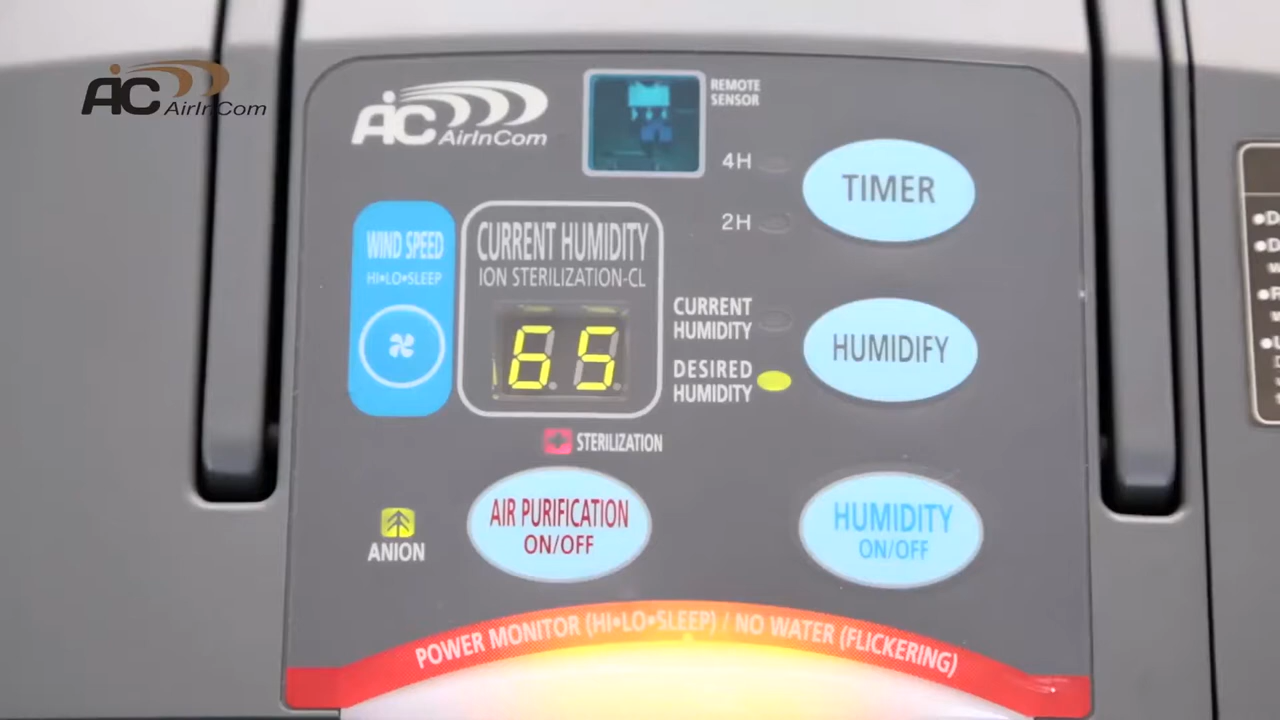 AIC AirInCom
AIC AirInCom
REMOTE
SENSOR
4H
TIMER
2H
WIND SPEED
HI•LO•SLEEP
CURRENT HUMIDITY
ION STERILIZATION-CL
65
CURRENT
HUMIDITY
HUMIDIFY
DESIRED
HUMIDITY
STERILIZATION
ANION
AIR PURIFICATION
ON/OFF
HUMIDITY
ON/OFF
POWER MONITOR (HI•LO•SLEEP) / NO WATER (FLICKERING)